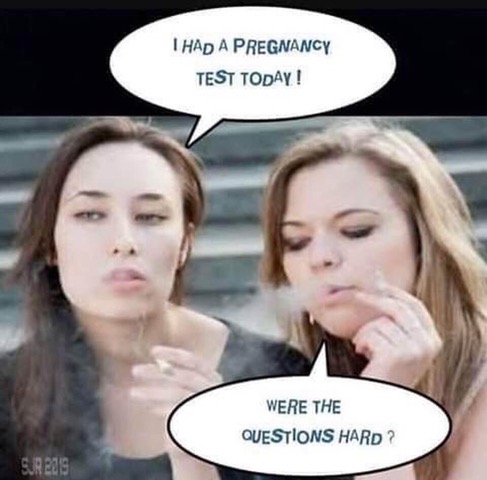 I HAD A PREGNANCY
TEST TODAY!
WERE THE
QUESTIONS HARD ?
SJR 2019